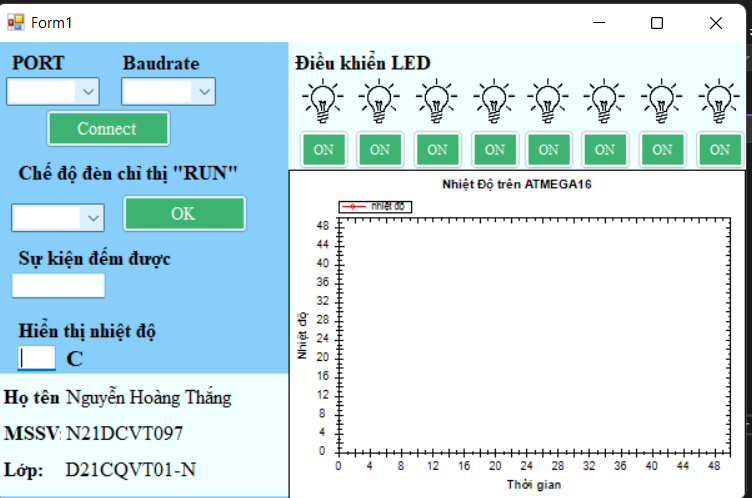 Form1
PORT Baudrate
Connect
Chế độ đèn chỉ thị "RUN"
OK
Sự kiện đếm được
Hiển thị nhiệt độ
C
Họ tên Nguyễn Hoàng Thắng
MSSV: N21DCVT097
Lớp: D21CQVT01-N
Điều khiển LED
ON ON ON ON ON ON ON ON
Nhiệt Độ trên ATMEGA16
nhiệt độ
48
44
40
36
32
28
24
20
16
12
8
4
0
Nhiệt độ
0 4 8 12 16 20 24 28 32 36 40 44 48
Thời gian